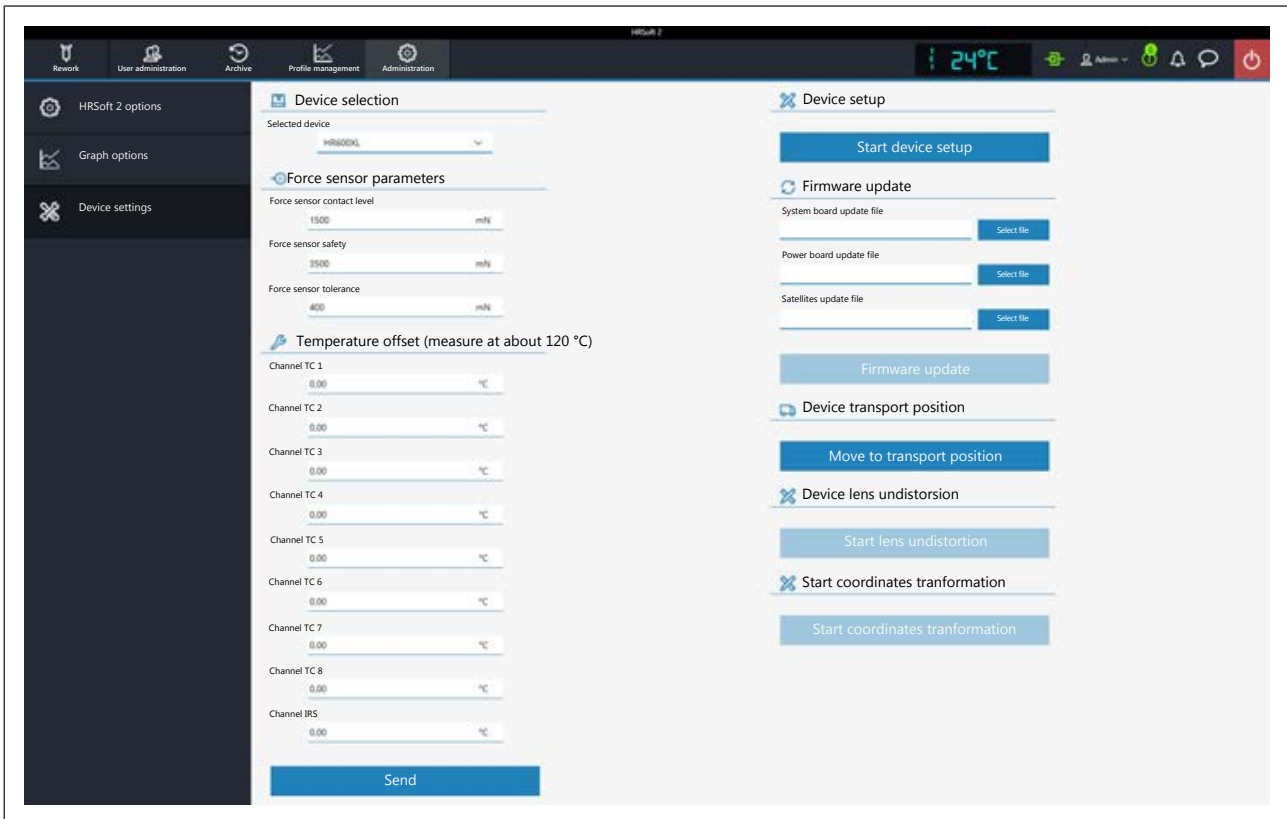 HRSoft 2
Rework
User administration
Archive
Profile management
Administration
24°C
Admin
HRSoft 2 options
Graph options
Device settings
Device selection
Selected device
HR600XL
Force sensor parameters
Force sensor contact level
1500 mN
Force sensor safety
3500 mN
Force sensor tolerance
400 mN
Temperature offset (measure at about 120 °C)
Channel TC 1
0.00 °C
Channel TC 2
0.00 °C
Channel TC 3
0.00 °C
Channel TC 4
0.00 °C
Channel TC 5
0.00 °C
Channel TC 6
0.00 °C
Channel TC 7
0.00 °C
Channel TC 8
0.00 °C
Channel IRS
0.00 °C
Send
Device setup
Start device setup
Firmware update
System board update file
Select file
Power board update file
Select file
Satellites update file
Select file
Firmware update
Device transport position
Move to transport position
Device lens undistorsion
Start lens undistortion
Start coordinates tranformation
Start coordinates tranformation